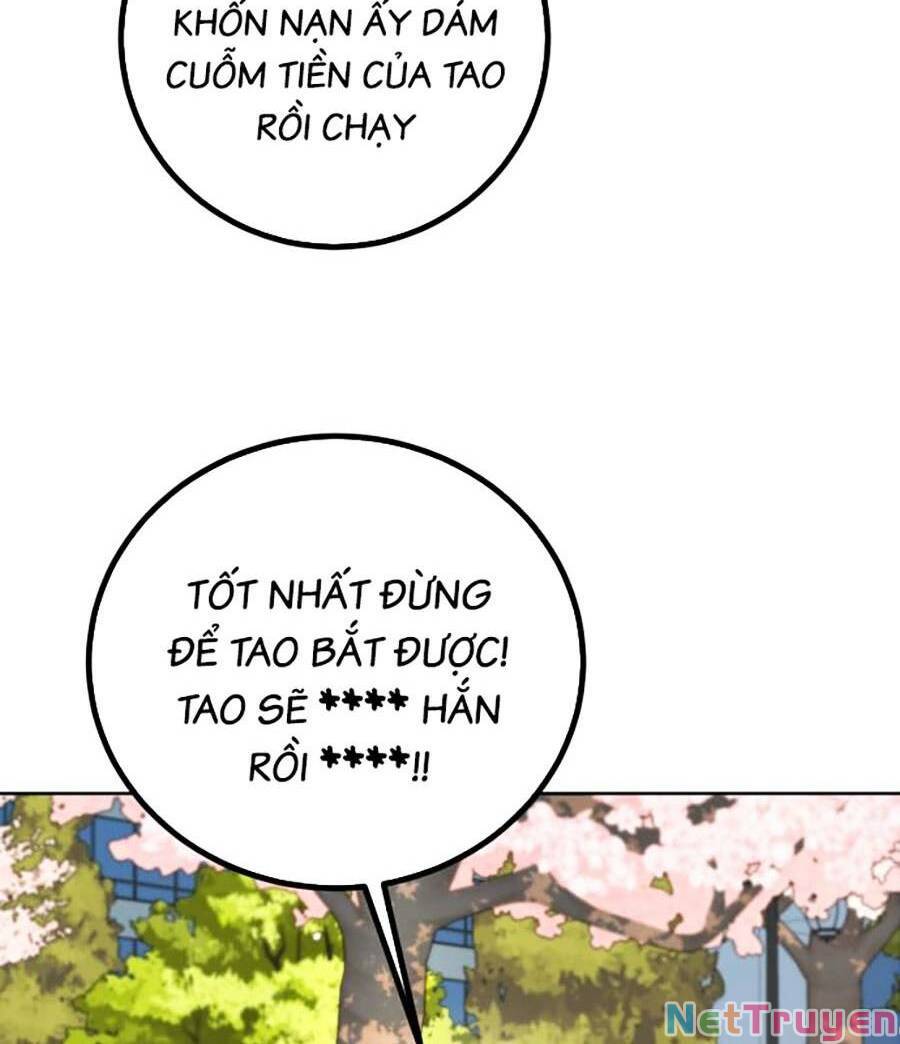 KHỐN NẠN ẤY DÁM
CUỖM TIỀN CỦA TAO
RỒI CHẠY
TỐT NHẤT ĐỪNG
ĐỂ TAO BẮT ĐƯỢC!
TAO SẼ **** HẮN
RỒI ****!!
NetTruyen